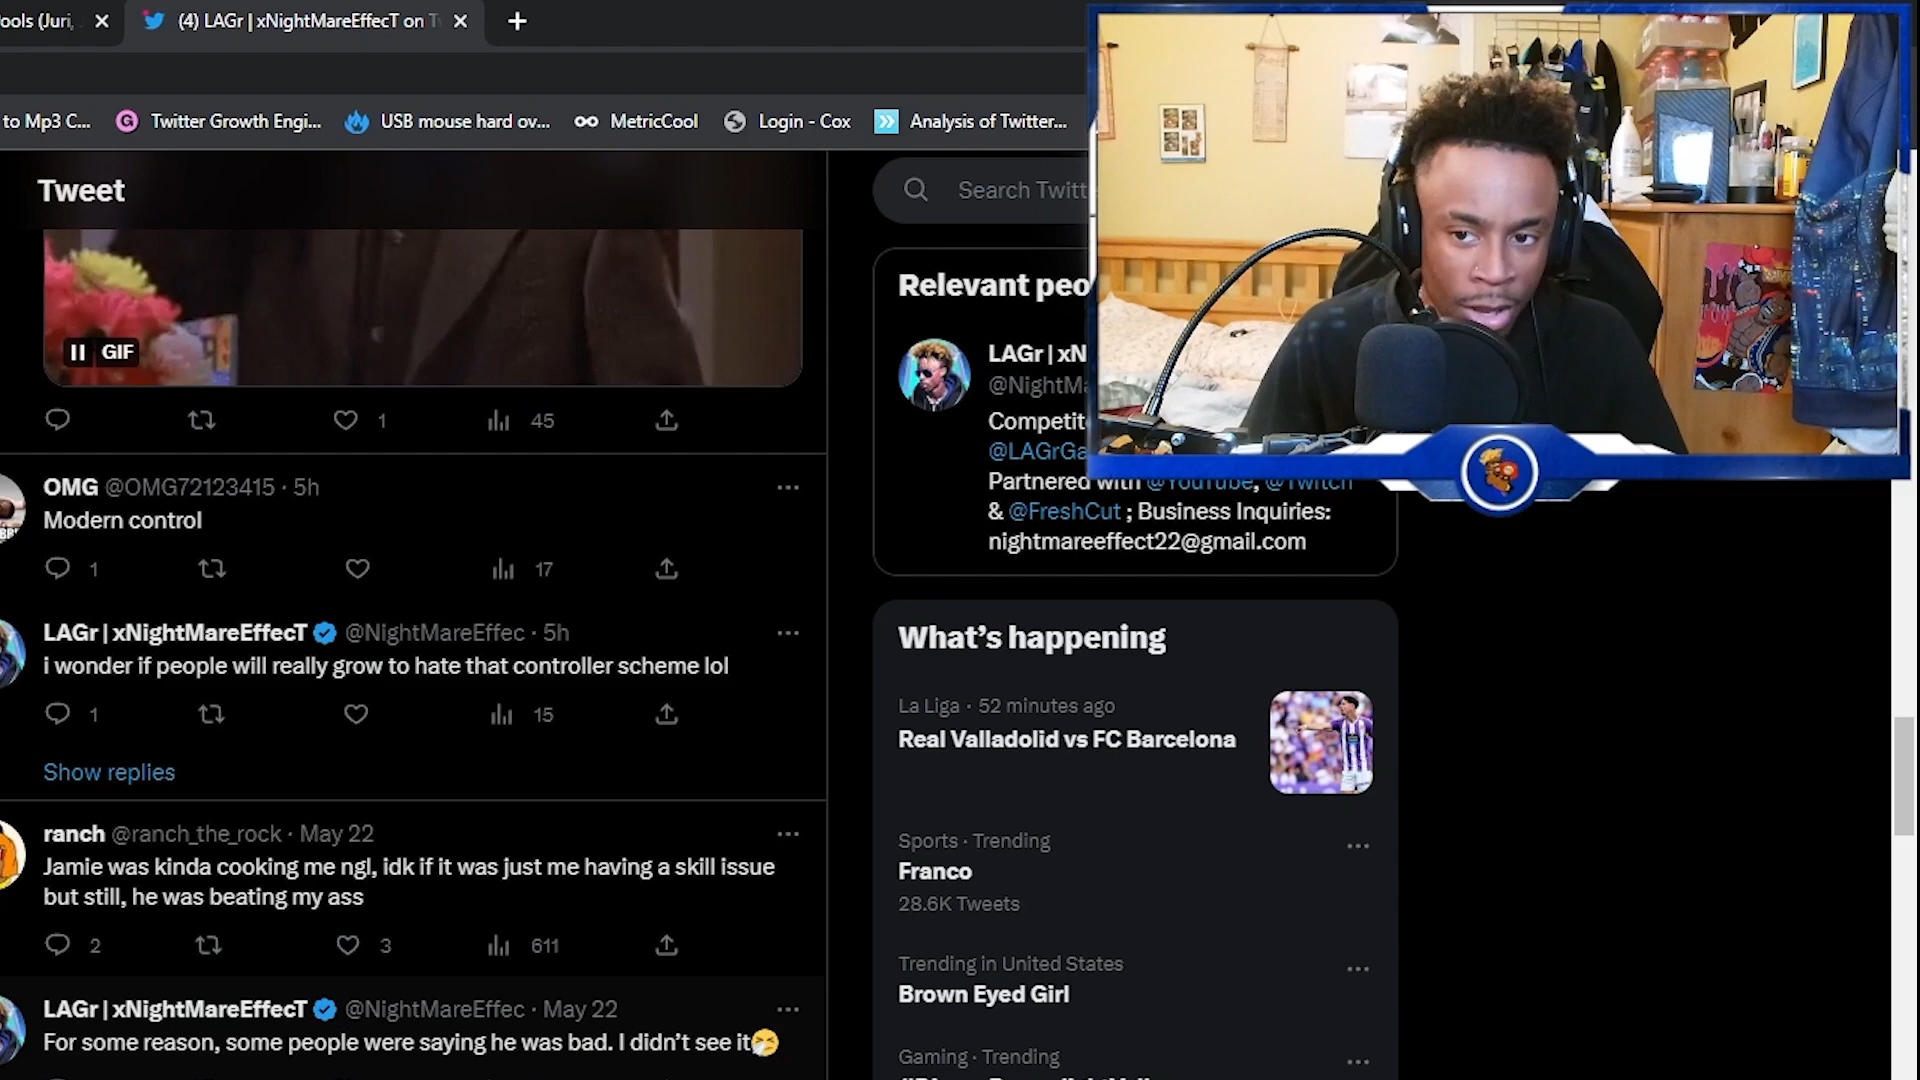 ools (Juri,
(4) LAGr | xNightMareEffecT on T
to Mp3 C...
Twitter Growth Engi...
USB mouse hard ov...
MetricCool
Login - Cox
Analysis of Twitter...
Tweet
Search Twitt
GIF
1
45
Relevant peo
LAGr | xN
@NightMa
Competit
@LAGrGa
Partnered with @YouTube, @Twitch
& @FreshCut ; Business Inquiries:
nightmareeffect22@gmail.com
OMG @OMG72123415 · 5h
Modern control
1
17
LAGr | xNightMareEffecT @NightMareEffec · 5h
i wonder if people will really grow to hate that controller scheme lol
1
15
Show replies
ranch @ranch_the_rock · May 22
Jamie was kinda cooking me ngl, idk if it was just me having a skill issue
but still, he was beating my ass
2
3
611
LAGr | xNightMareEffecT @NightMareEffec · May 22
For some reason, some people were saying he was bad. I didn't see it🤧
What's happening
La Liga · 52 minutes ago
Real Valladolid vs FC Barcelona
Sports · Trending
Franco
28.6K Tweets
Trending in United States
Brown Eyed Girl
Gaming · Trending